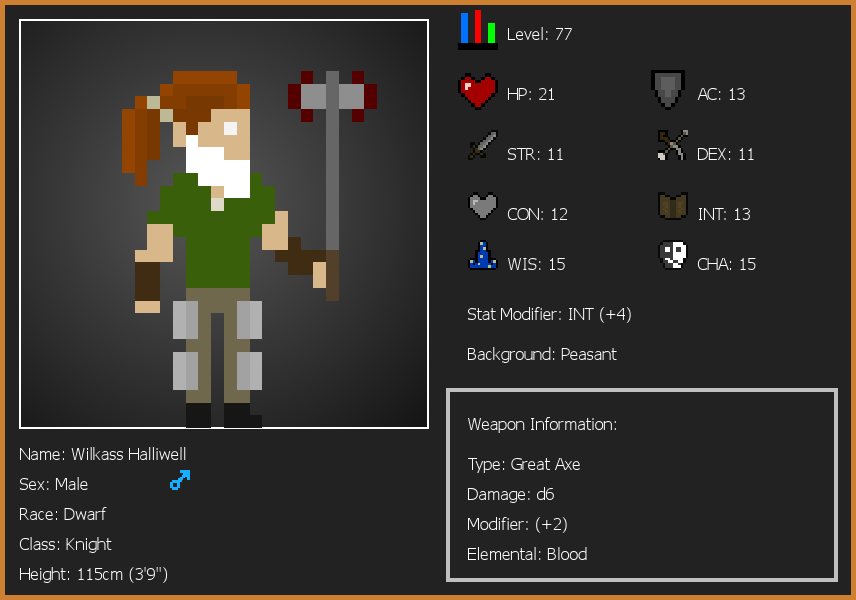 Level: 77
HP: 21
AC: 13
STR: 11
DEX: 11
CON: 12
INT: 13
WIS: 15
CHA: 15
Stat Modifier: INT (+4)
Background: Peasant
Weapon Information:
Type: Great Axe
Damage: d6
Modifier: (+2)
Elemental: Blood
Name: Wilkass Halliwell
Sex: Male
Race: Dwarf
Class: Knight
Height: 115cm (3'9")